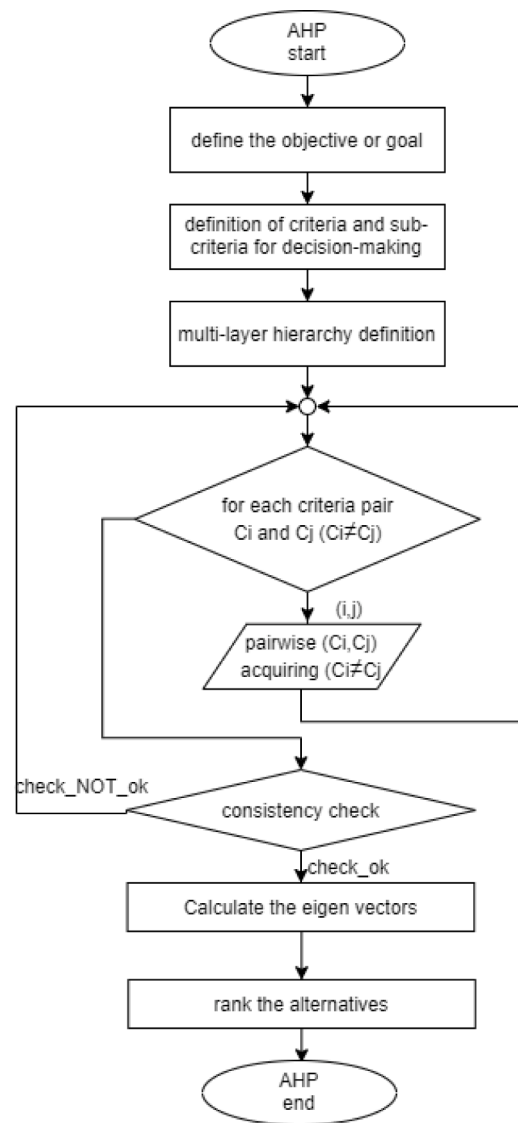 AHP
start
define the objective or goal
definition of criteria and sub-
criteria for decision-making
multi-layer hierarchy definition
for each criteria pair
Ci and Cj (Ci≠Cj)
(i,j)
pairwise (Ci,Cj)
acquiring (Ci≠Cj
check_NOT_ok
consistency check
check_ok
Calculate the eigen vectors
rank the alternatives
AHP
end